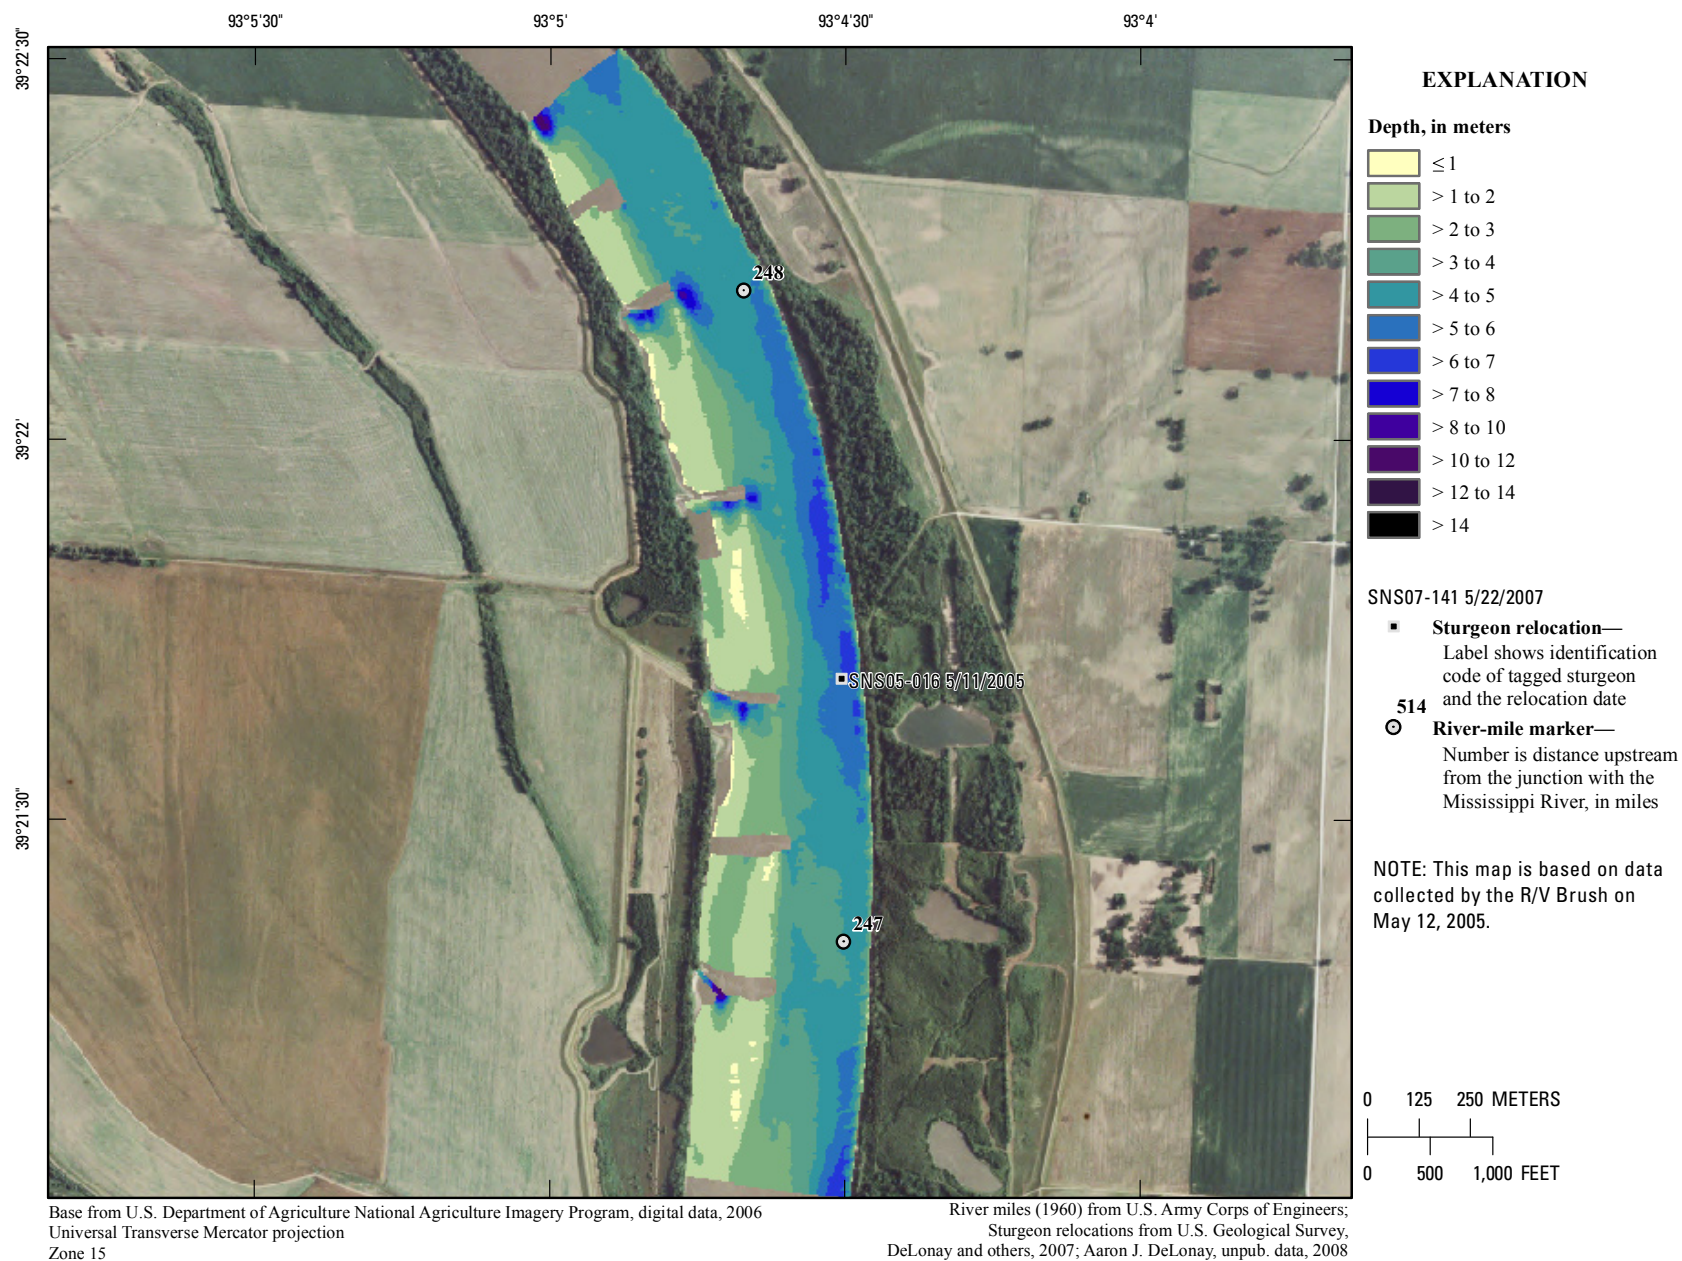 93°5'30"
93°5'
93°4'30"
93°4'
39°22'30"
39°22'
39°21'30"
248
SNS05-016 5/11/2005
247
EXPLANATION
Depth, in meters
≤ 1
> 1 to 2
> 2 to 3
> 3 to 4
> 4 to 5
> 5 to 6
> 6 to 7
> 7 to 8
> 8 to 10
> 10 to 12
> 12 to 14
> 14
SNS07-141 5/22/2007
Sturgeon relocation—
Label shows identification
code of tagged sturgeon
and the relocation date
514
River-mile marker—
Number is distance upstream
from the junction with the
Mississippi River, in miles
NOTE: This map is based on data
collected by the R/V Brush on
May 12, 2005.
0 125 250 METERS
0 500 1,000 FEET
Base from U.S. Department of Agriculture National Agriculture Imagery Program, digital data, 2006
Universal Transverse Mercator projection
Zone 15
River miles (1960) from U.S. Army Corps of Engineers;
Sturgeon relocations from U.S. Geological Survey,
DeLonay and others, 2007; Aaron J. DeLonay, unpub. data, 2008